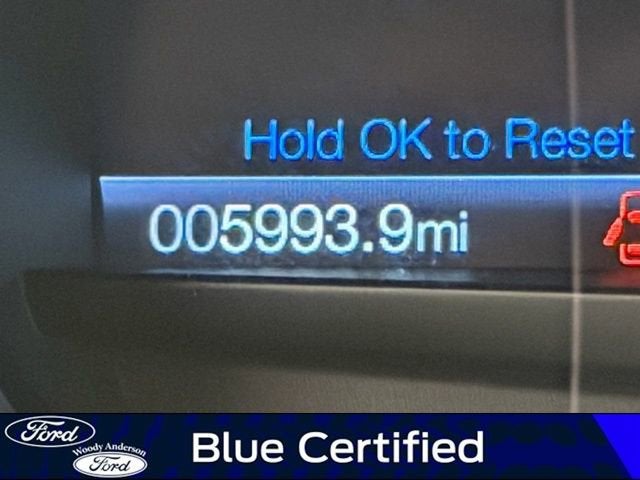 Hold OK to Reset
005993.9mi
Ford
Woody Anderson
Ford
Blue Certified